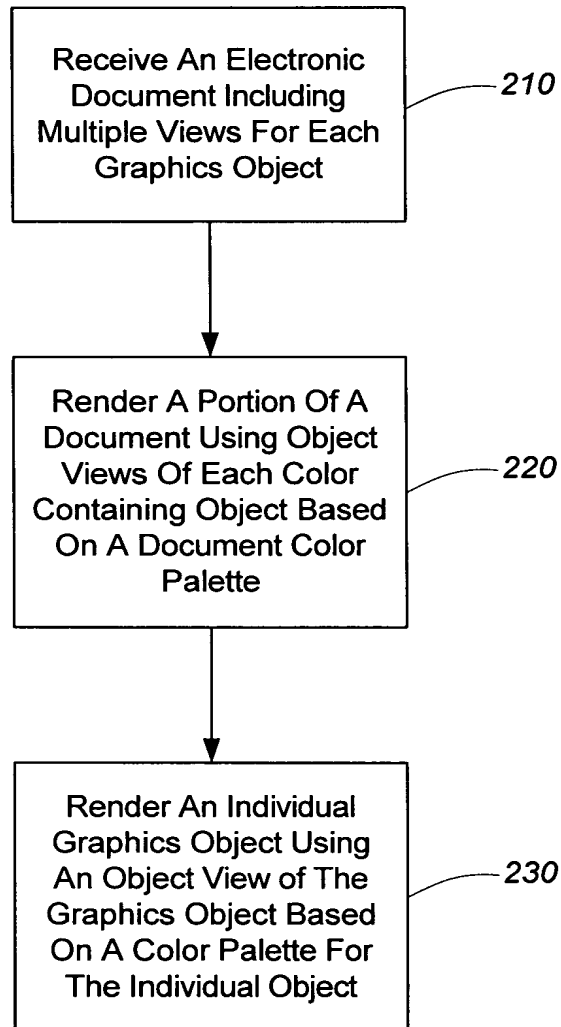 Receive An Electronic
Document Including
Multiple Views For Each
Graphics Object
210
Render A Portion Of A
Document Using Object
Views Of Each Color
Containing Object Based
On A Document Color
Palette
220
Render An Individual
Graphics Object Using
An Object View of The
Graphics Object Based
On A Color Palette For
The Individual Object
230